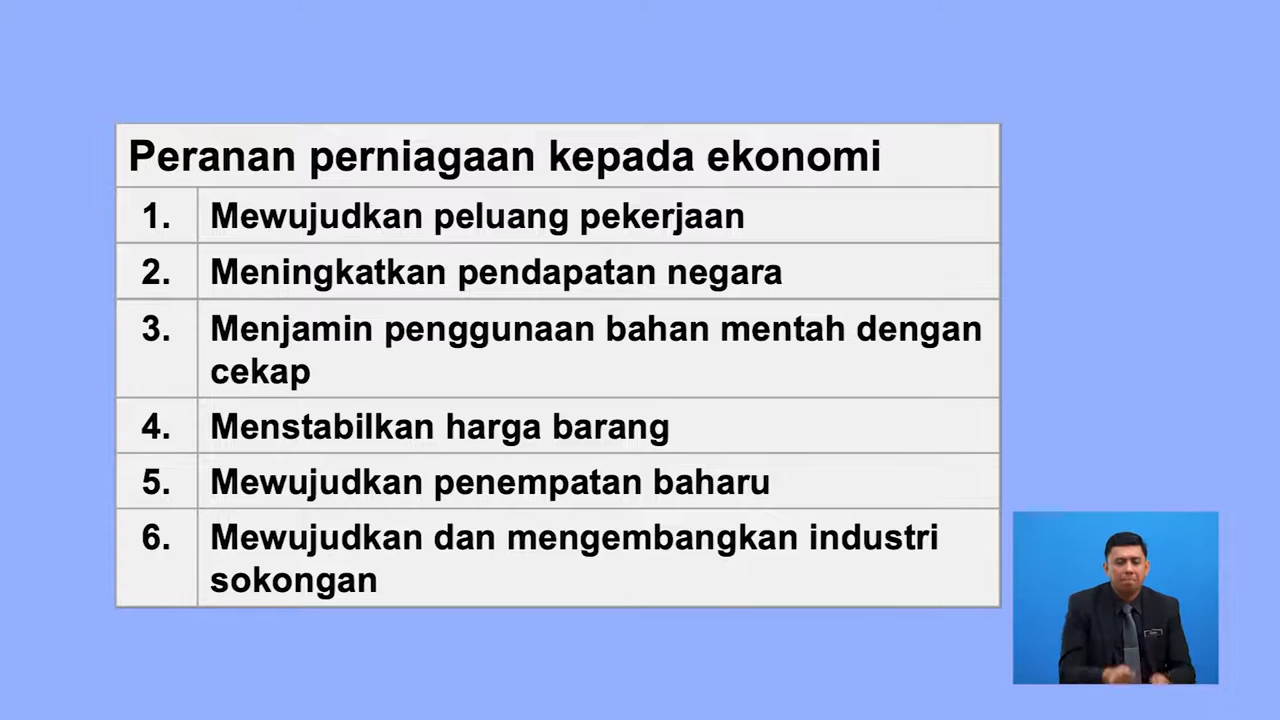 Peranan perniagaan kepada ekonomi
1. Mewujudkan peluang pekerjaan
2. Meningkatkan pendapatan negara
3. Menjamin penggunaan bahan mentah dengan
cekap
4. Menstabilkan harga barang
5. Mewujudkan penempatan baharu
6. Mewujudkan dan mengembangkan industri
sokongan